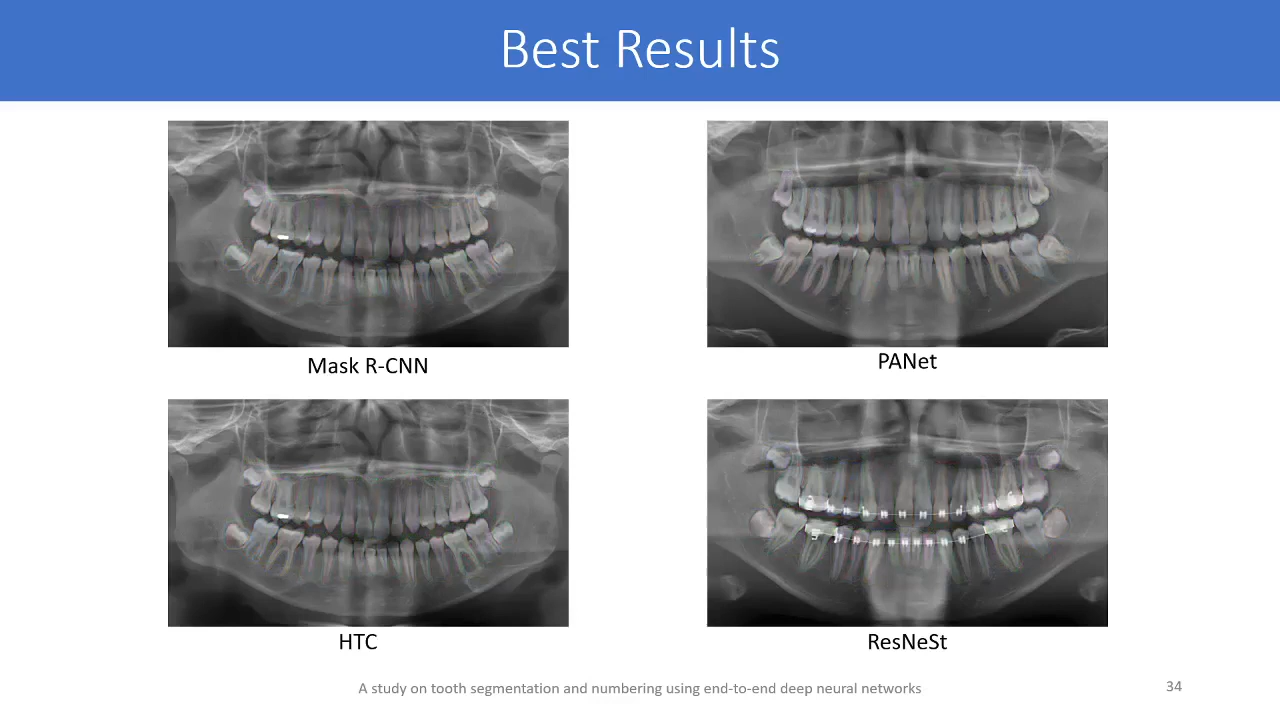 Best Results
Mask R-CNN
PANet
HTC
ResNeSt
A study on tooth segmentation and numbering using end-to-end deep neural networks
34